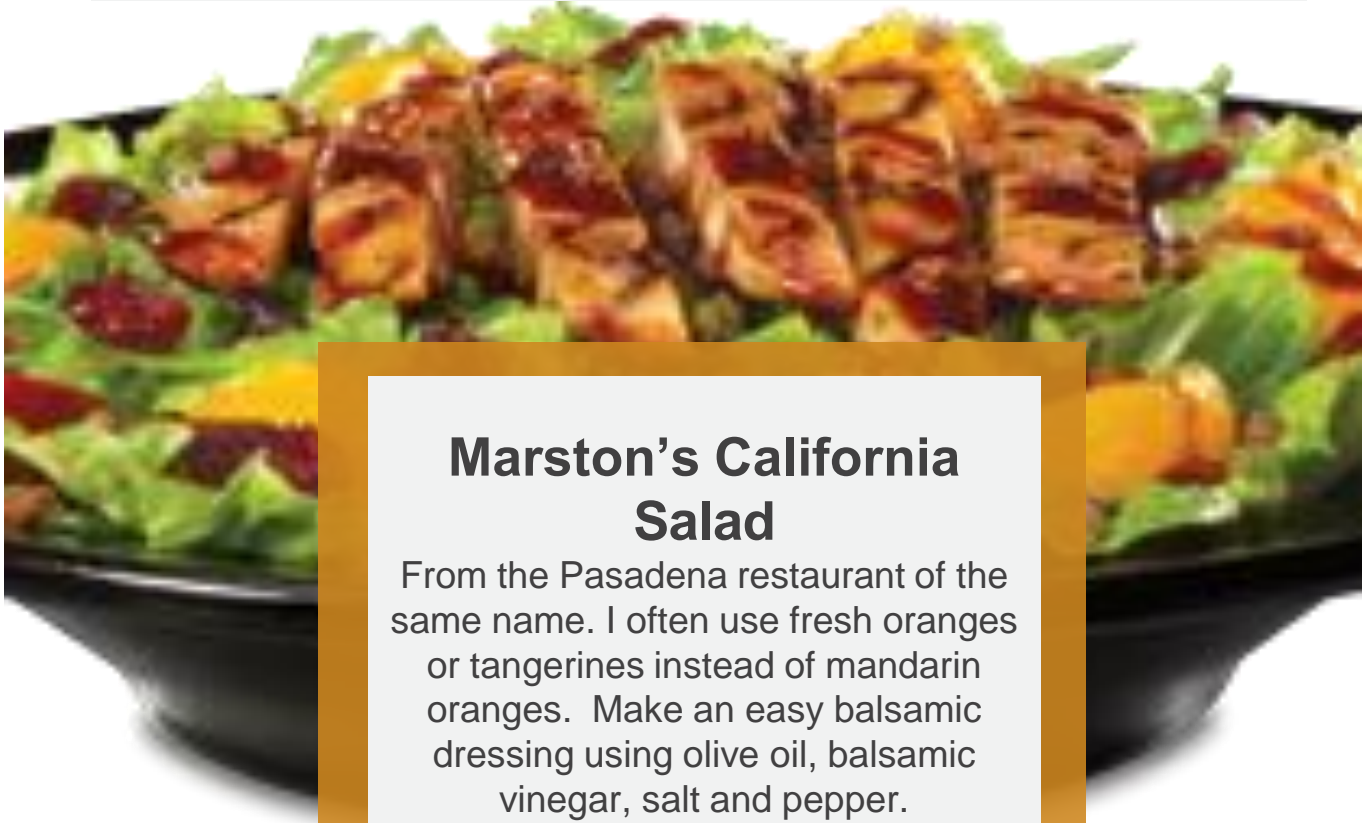 Marston’s California
Salad
From the Pasadena restaurant of the
same name. I often use fresh oranges
or tangerines instead of mandarin
oranges.  Make an easy balsamic
dressing using olive oil, balsamic
vinegar, salt and pepper.